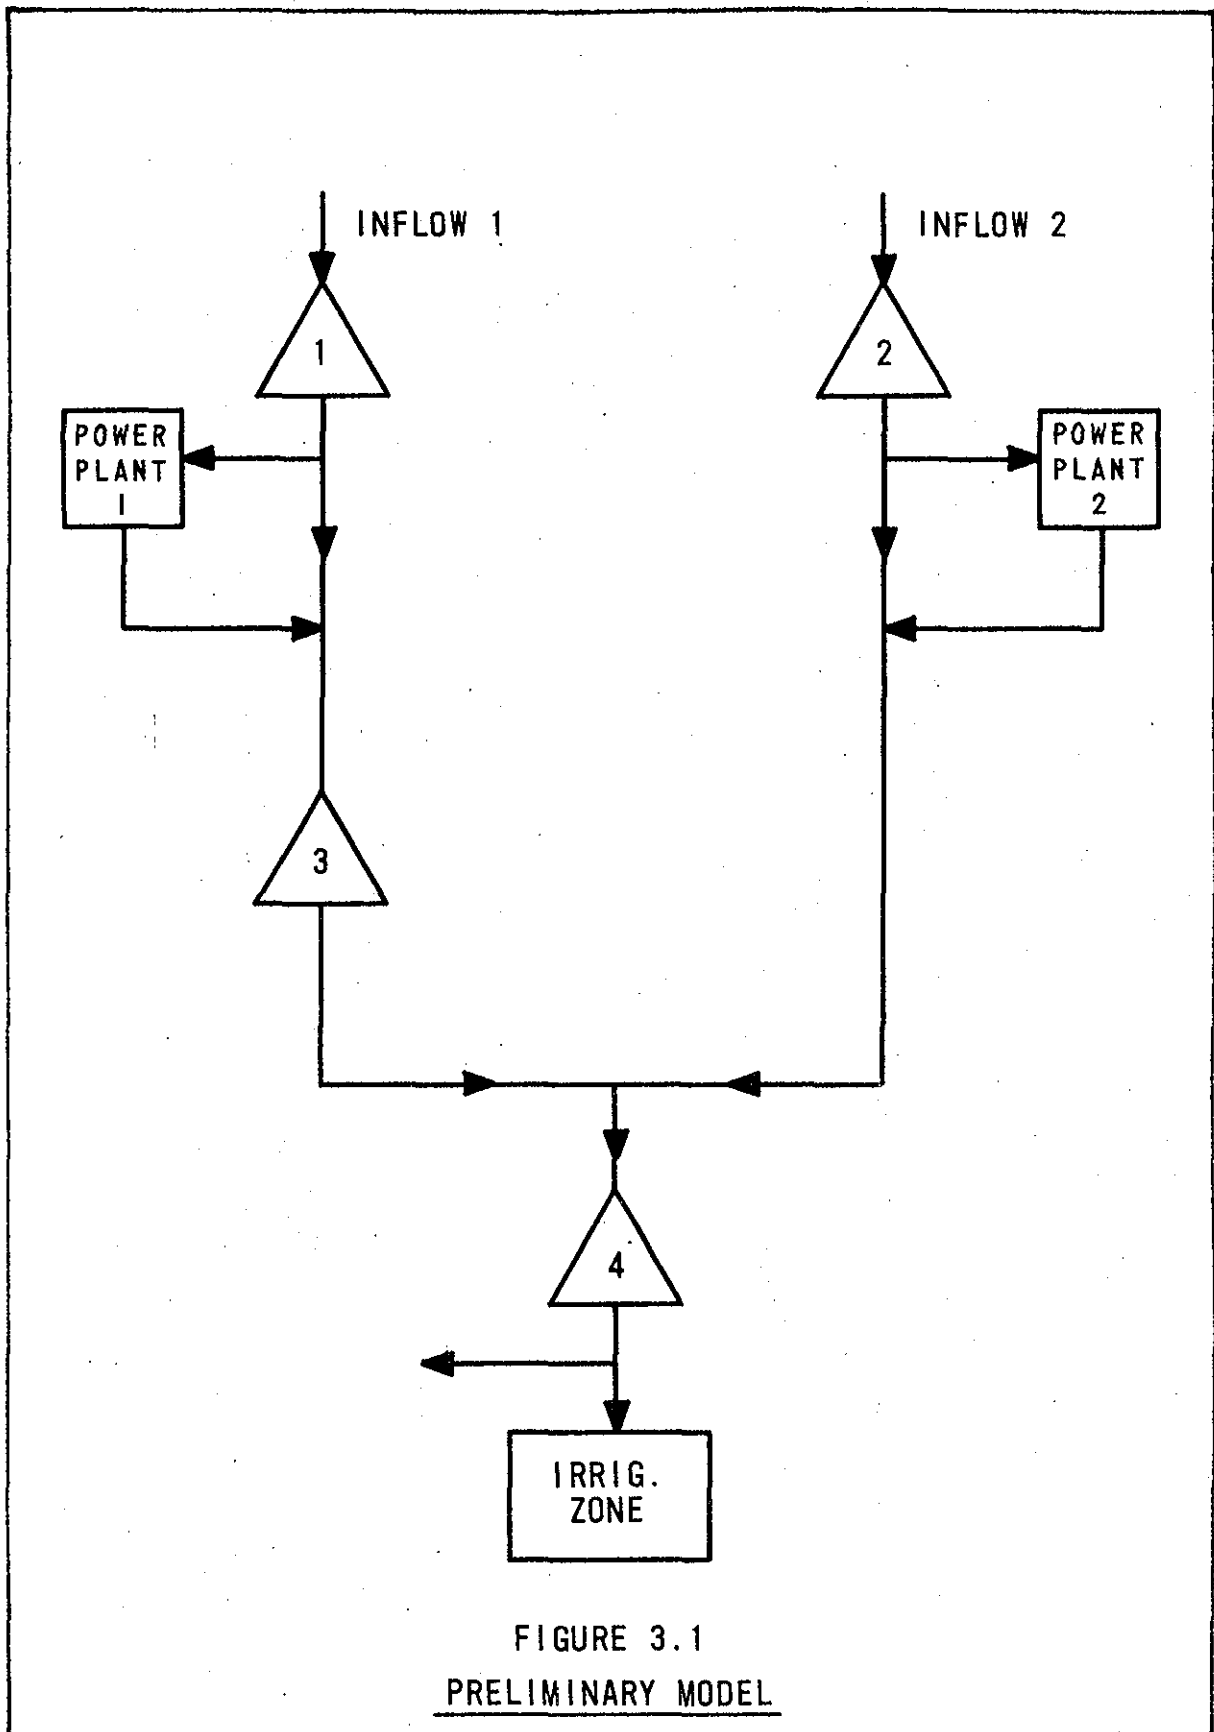 INFLOW 1
INFLOW 2
1
2
POWER
PLANT
1
POWER
PLANT
2
3
4
IRRIG.
ZONE
FIGURE 3.1
PRELIMINARY MODEL